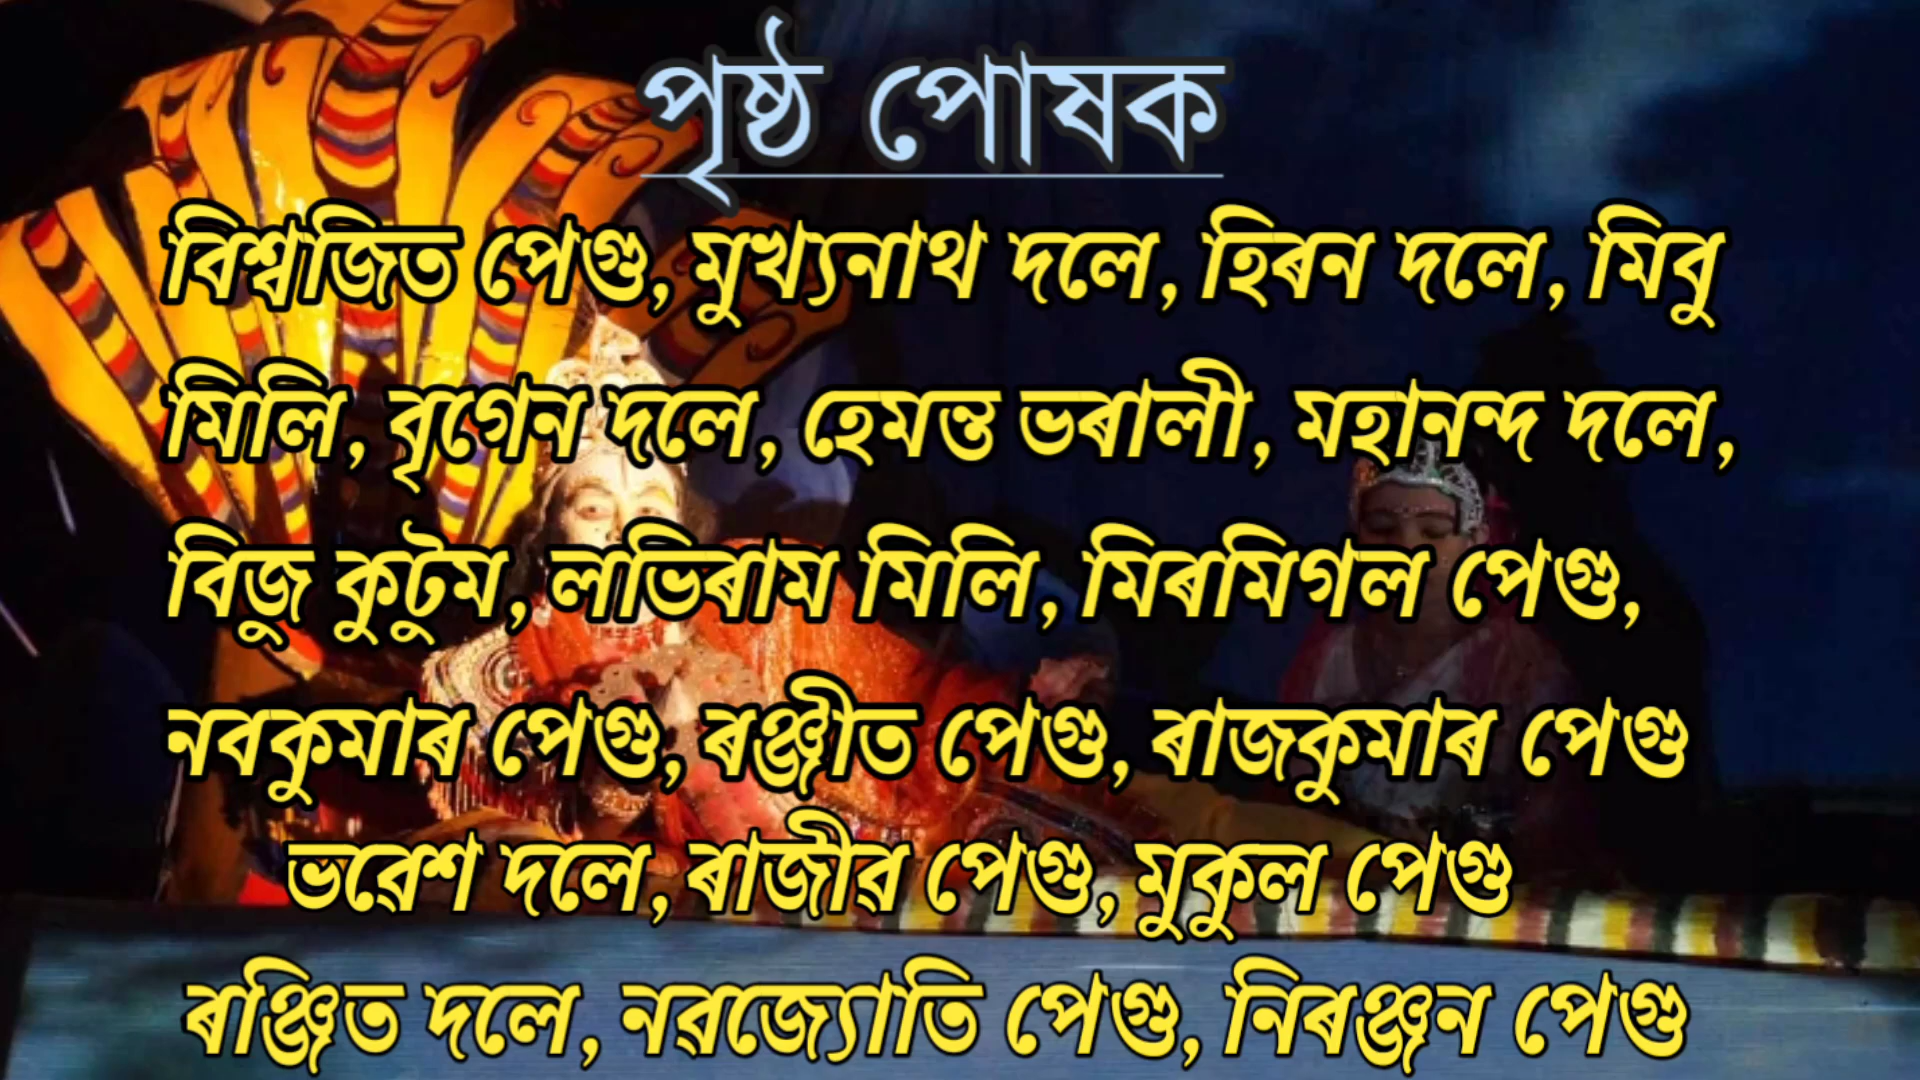 পৃষ্ঠ পোষক
বিশ্বজিত পেগু, মুখ্যনাথ দলে, হিৰন দলে, মিবু
মিলি, বৃগেন দলে, হেমন্ত ভৰালী, মহানন্দ দলে,
বিজু কুটুম, লভিৰাম মিলি, মিৰমিগল পেগু,
নবকুমাৰ পেগু, ৰঞ্জীত পেগু, ৰাজকুমাৰ পেগু
ভৱেশ দলে, ৰাজীৱ পেগু, মুকুল পেগু
ৰঞ্জিত দলে, নৱজ্যোতি পেগু, নিৰঞ্জন পেগু